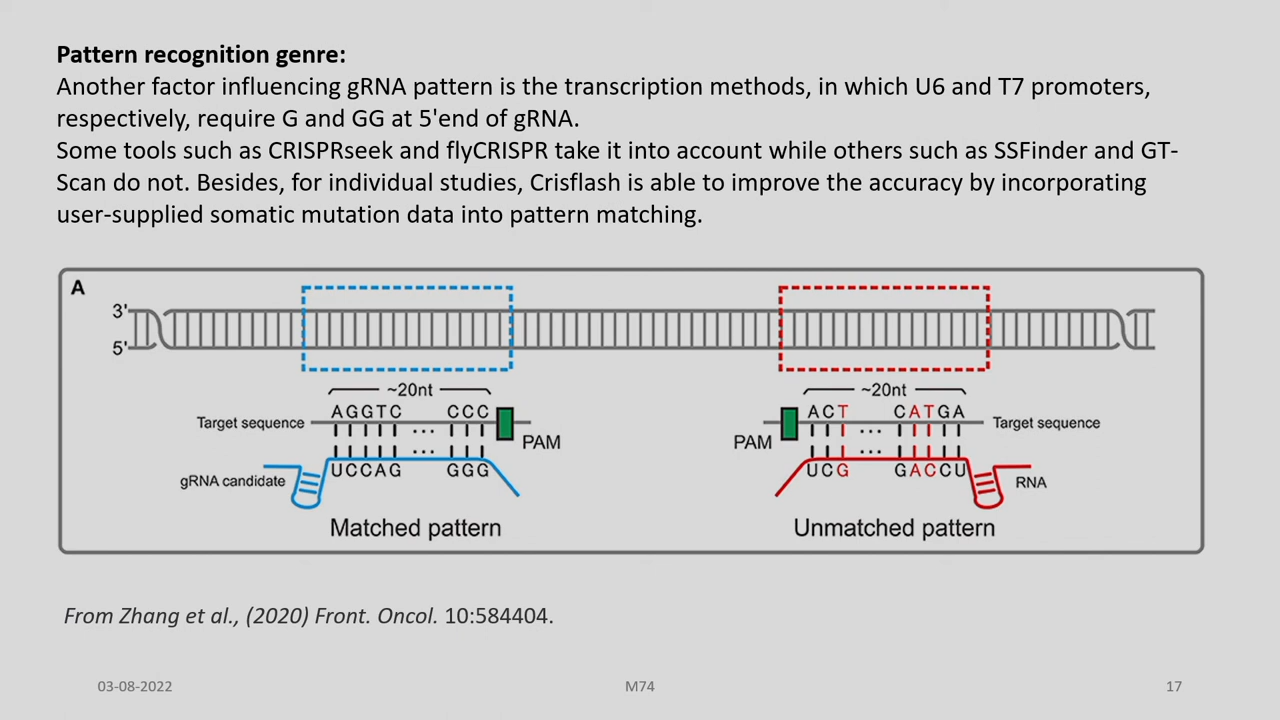 Pattern recognition genre:
Another factor influencing gRNA pattern is the transcription methods, in which U6 and T7 promoters,
respectively, require G and GG at 5'end of gRNA.
Some tools such as CRISPRseek and flyCRISPR take it into account while others such as SSFinder and GT-
Scan do not. Besides, for individual studies, Crisflash is able to improve the accuracy by incorporating
user-supplied somatic mutation data into pattern matching.
A
3'
5'
~20nt
AGGTC CCC
Target sequence
...
PAM
...
UCCAG GGG
gRNA candidate
Matched pattern
~20nt
ACT CATGA
Target sequence
...
PAM
...
UCG GACCU
RNA
Unmatched pattern
From Zhang et al., (2020) Front. Oncol. 10:584404.
03-08-2022
M74
17